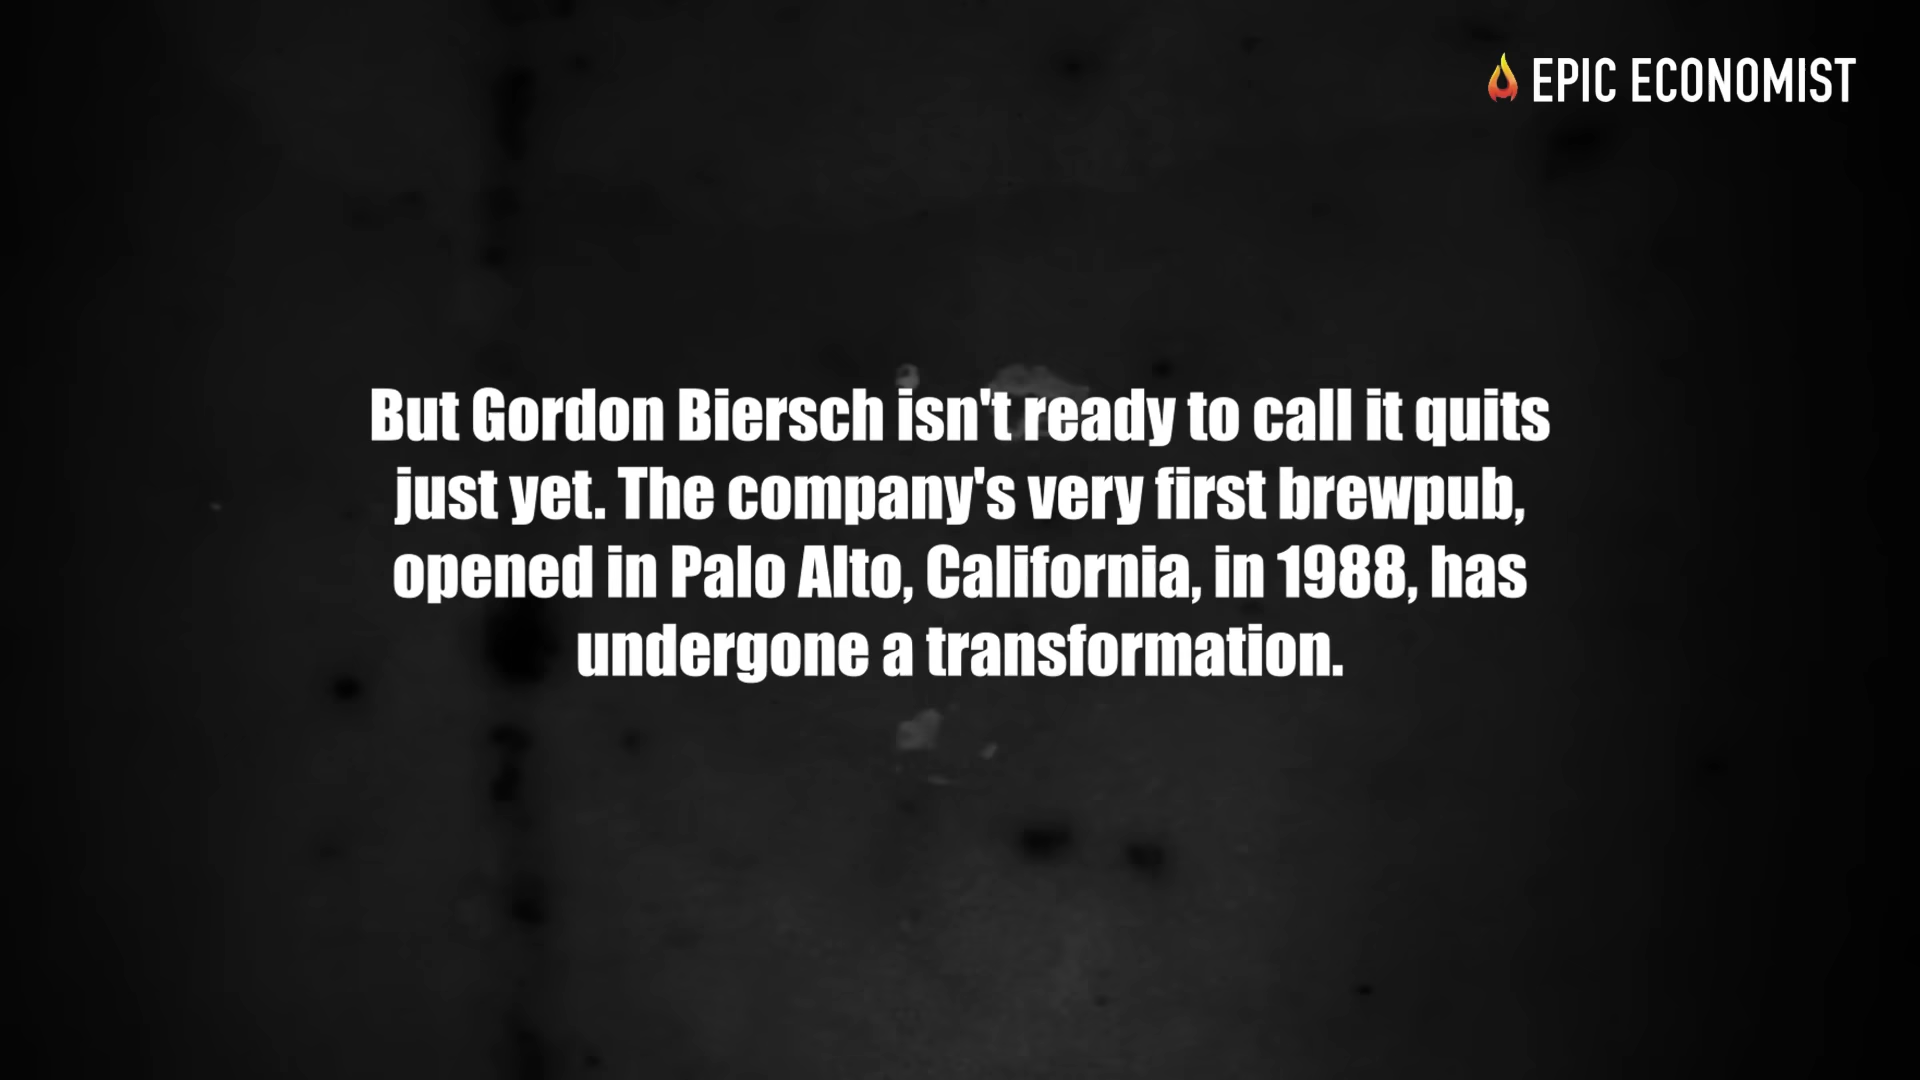 EPIC ECONOMIST
But Gordon Biersch isn't ready to call it quits
just yet. The company's very first brewpub,
opened in Palo Alto, California, in 1988, has
undergone a transformation.